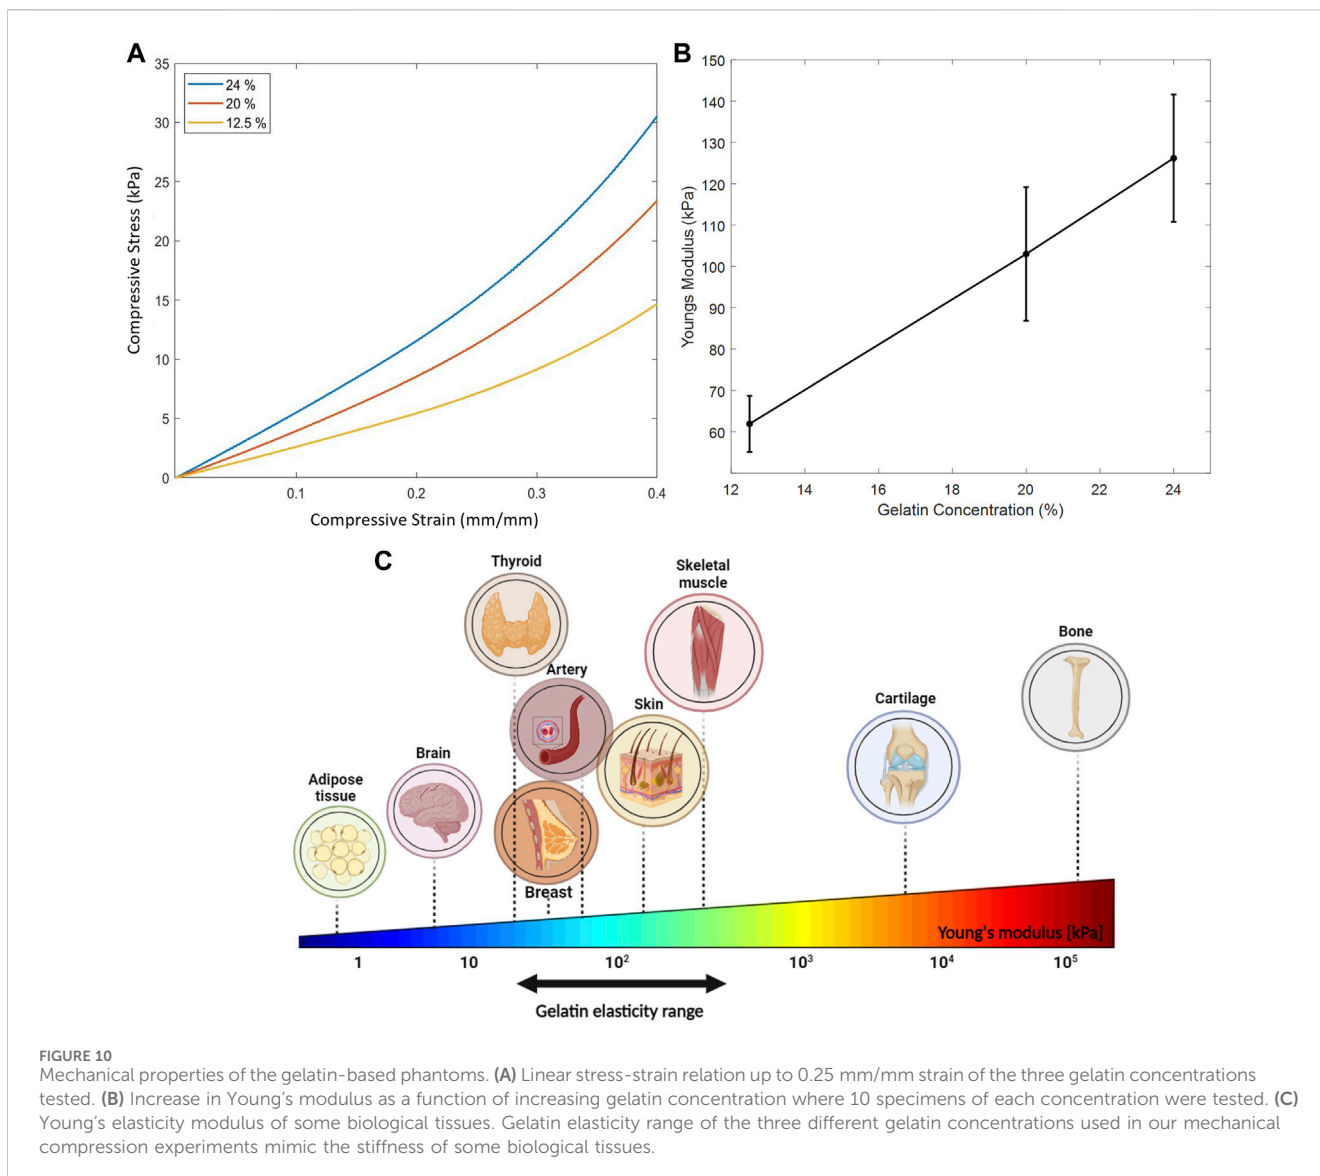 A
35
30
25
20
15
10
5
0
24 %
20 %
12.5 %
Compressive Stress (kPa)
0.1 0.2 0.3 0.4
Compressive Strain (mm/mm)
B
150
140
130
120
110
100
90
80
70
60
Youngs Modulus (kPa)
12 14 16 18 20 22 24
Gelatin Concentration (%)
C
Thyroid
Skeletal
muscle
Artery
Skin
Bone
Cartilage
Brain
Adipose
tissue
Breast
Young's modulus [kPa]
1 10 10² 10³ 10⁴ 10⁵
Gelatin elasticity range
FIGURE 10
Mechanical properties of the gelatin-based phantoms. (A) Linear stress-strain relation up to 0.25 mm/mm strain of the three gelatin concentrations
tested. (B) Increase in Young’s modulus as a function of increasing gelatin concentration where 10 specimens of each concentration were tested. (C)
Young’s elasticity modulus of some biological tissues. Gelatin elasticity range of the three different gelatin concentrations used in our mechanical
compression experiments mimic the stiffness of some biological tissues.